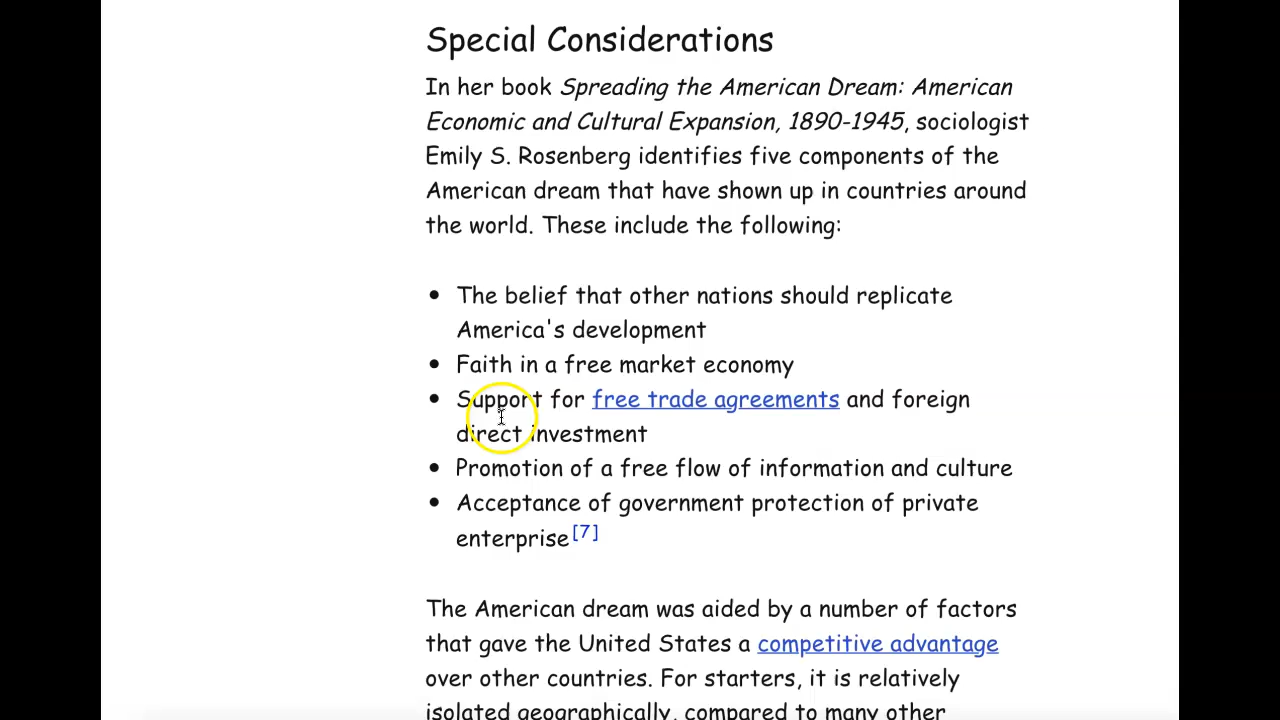 Special Considerations
In her book Spreading the American Dream: American
Economic and Cultural Expansion, 1890-1945, sociologist
Emily S. Rosenberg identifies five components of the
American dream that have shown up in countries around
the world. These include the following:
• The belief that other nations should replicate
America's development
• Faith in a free market economy
• Support for free trade agreements and foreign
direct investment
• Promotion of a free flow of information and culture
• Acceptance of government protection of private
enterprise[7]
The American dream was aided by a number of factors
that gave the United States a competitive advantage
over other countries. For starters, it is relatively
isolated geographically, compared to many other